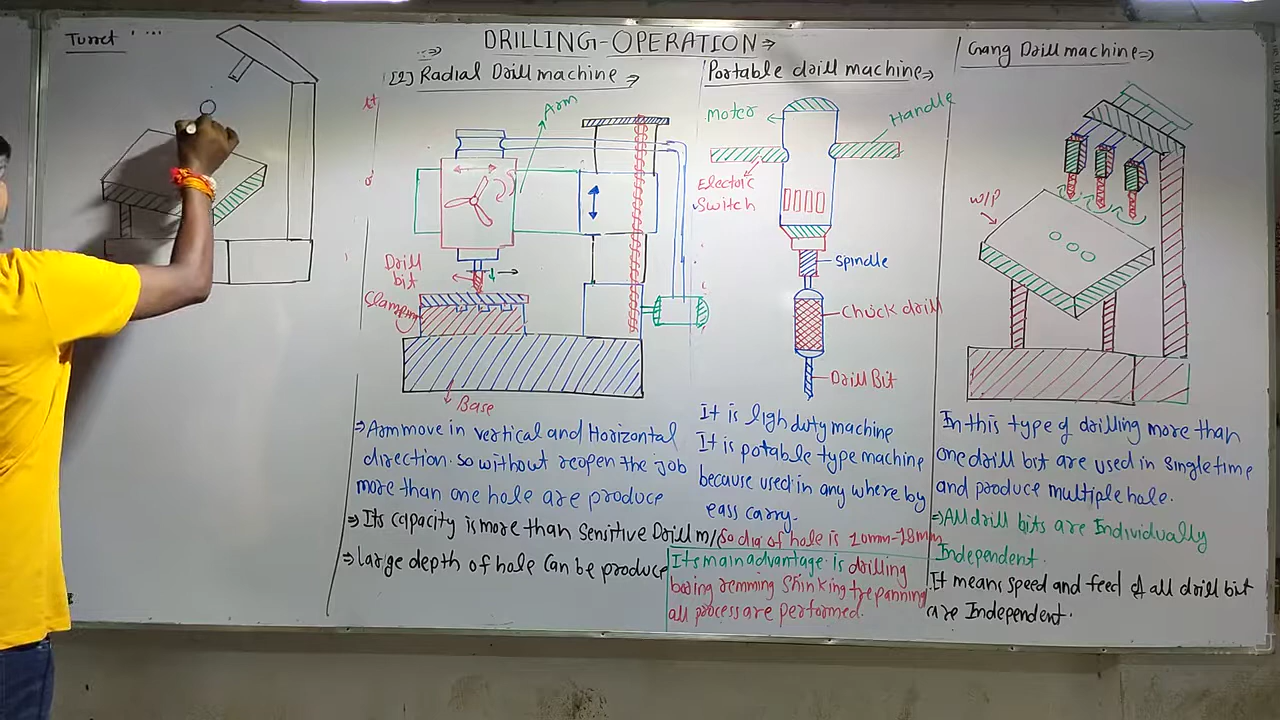 Turret
DRILLING-OPERATION⇒
[2] Radial Drill machine ⇒
Arm
Drill
bit
Base
⇒ Arm move in vertical and Horizontal
direction. so without reopen the job
more than one hole are produce
⇒ Its capacity is more than Sensitive Drill m/c
⇒ large depth of hole can be produce
Portable drill machine⇒
moter
Handle
Electric
Switch
Spindle
Chuck drill
Drill Bit
It is ligh duty machine
It is potable type machine
because used in any where by
easy carry.
So dia of hole is 10mm-18mm
Its main advantage is drilling
boring remming Shinking trepanning
all process are performed.
Gang Drill machine⇒
W/P
In this type of drilling more than
one drill bit are used in single time
and produce multiple hole.
⇒All drill bits are Individually
Independent.
It means speed and feed of all drill bit
are Independent.